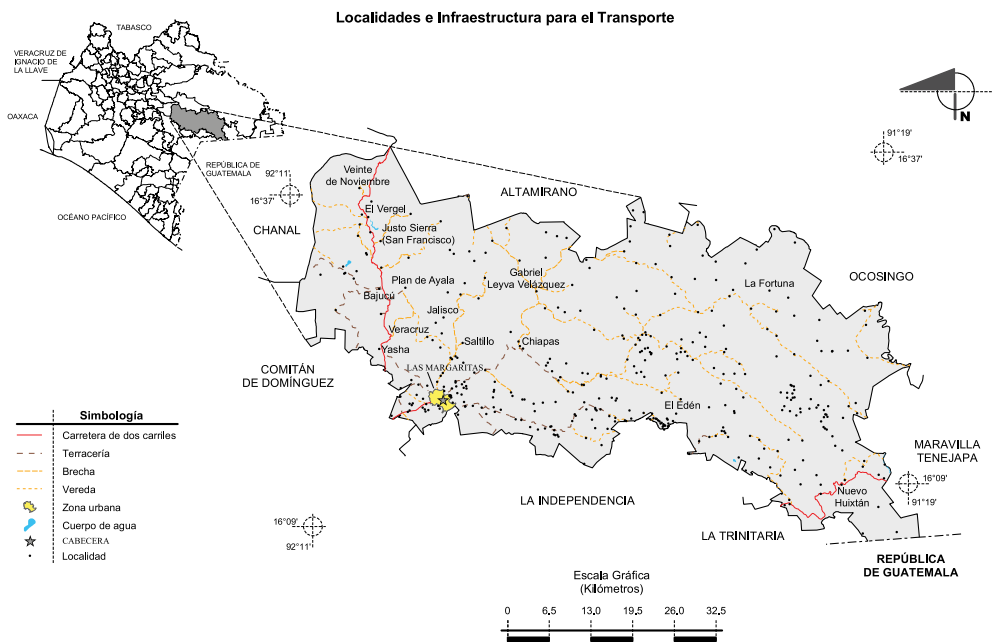 Localidades e Infraestructura para el Transporte
TABASCO
VERACRUZ DE
IGNACIO DE
LA LLAVE
OAXACA
REPÚBLICA DE
GUATEMALA
OCÉANO PACÍFICO
N
91°19'
16°37'
92°11'
16°37'
ALTAMIRANO
CHANAL
OCOSINGO
Veinte
de Noviembre
El Vergel
Justo Sierra
(San Francisco)
Plan de Ayala
Gabriel
Leyva Velázquez
La Fortuna
Bajucú
Jalisco
Veracruz
Saltillo
Chiapas
Yasha
LAS MARGARITAS
COMITÁN
DE DOMÍNGUEZ
El Edén
MARAVILLA
TENEJAPA
Nuevo
Huixtán
16°09'
91°19'
LA INDEPENDENCIA
16°09'
92°11'
LA TRINITARIA
REPÚBLICA
DE GUATEMALA
Simbología
Carretera de dos carriles
Terracería
Brecha
Vereda
Zona urbana
Cuerpo de agua
CABECERA
Localidad
Escala Gráfica
(Kilómetros)
0 6.5 13.0 19.5 26.0 32.5